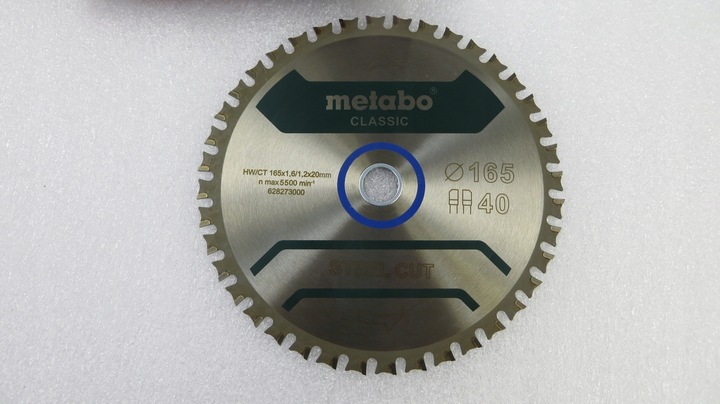 metabo®
CLASSIC
HW/CT 165x1,6/1,2x20mm
n max 5500 min⁻¹
628273000
⌀165
40
STEEL CUT